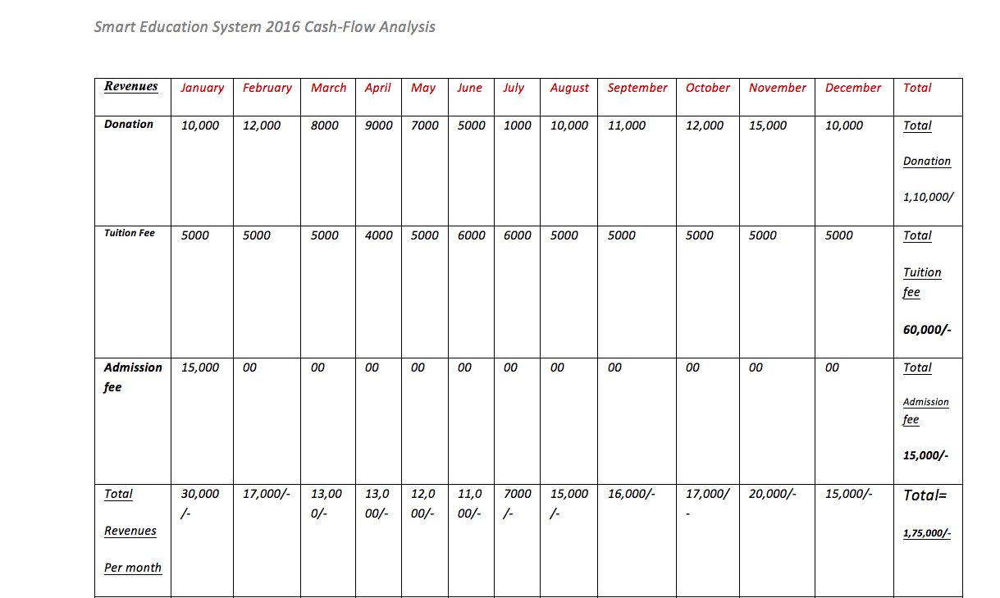 Smart Education System 2016 Cash-Flow Analysis
Revenues January February March April May June July August September October November December Total
Donation 10,000 12,000 8000 9000 7000 5000 1000 10,000 11,000 12,000 15,000 10,000 Total
Donation
1,10,000/
Tuition Fee 5000 5000 5000 4000 5000 6000 6000 5000 5000 5000 5000 5000 Total
Tuition
fee
60,000/-
Admission 15,000 00 00 00 00 00 00 00 00 00 00 00 Total
fee
Admission
fee
15,000/-
Total 30,000 17,000/- 13,00 13,0 12,0 11,0 7000 15,000 16,000/- 17,000/ 20,000/- 15,000/- Total=
/- 0/- 00/- 00/- 00/- /- /- -
Revenues 1,75,000/-
Per month